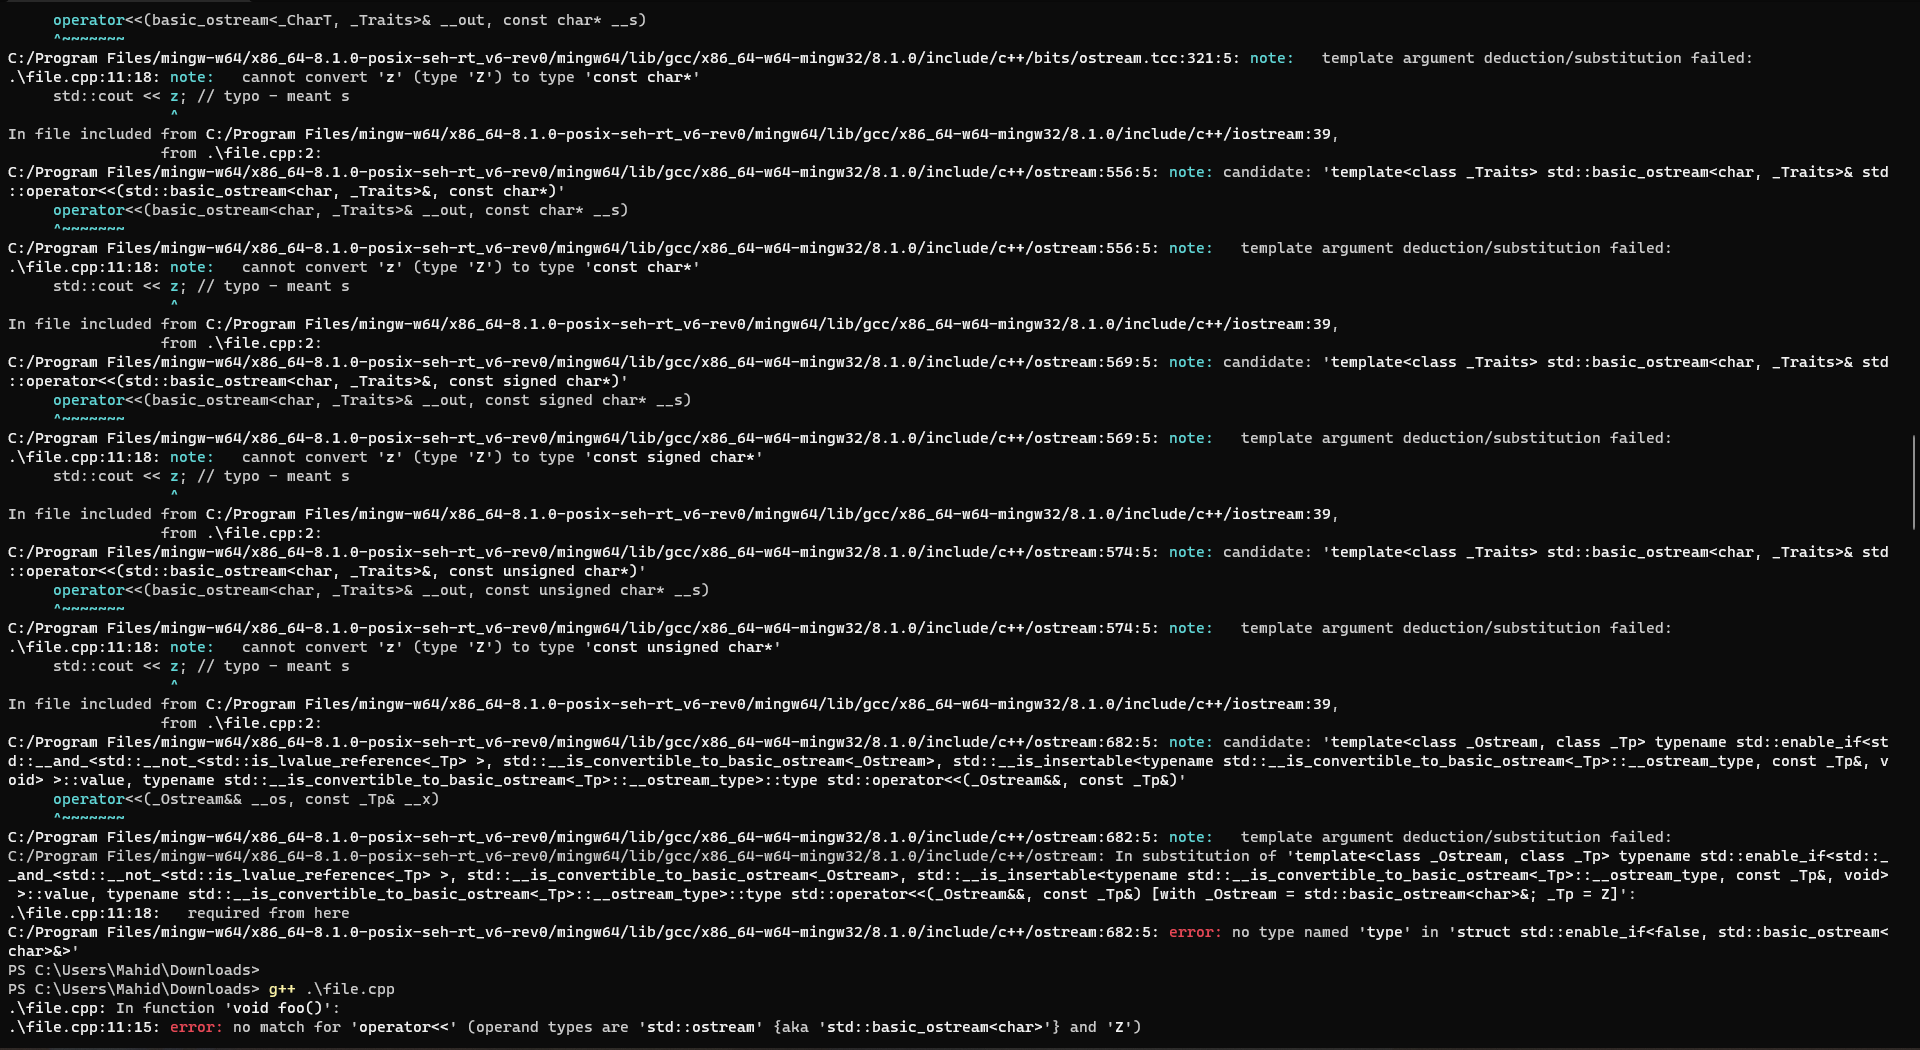 operator<<(basic_ostream<_CharT, _Traits>& __out, const char* __s)
^~~~~~~~
C:/Program Files/mingw-w64/x86_64-8.1.0-posix-seh-rt_v6-rev0/mingw64/lib/gcc/x86_64-w64-mingw32/8.1.0/include/c++/bits/ostream.tcc:321:5: note:   template argument deduction/substitution failed:
.\file.cpp:11:18: note:   cannot convert 'z' (type 'Z') to type 'const char*'
std::cout << z; // typo - meant s
^
In file included from C:/Program Files/mingw-w64/x86_64-8.1.0-posix-seh-rt_v6-rev0/mingw64/lib/gcc/x86_64-w64-mingw32/8.1.0/include/c++/iostream:39,
from .\file.cpp:2:
C:/Program Files/mingw-w64/x86_64-8.1.0-posix-seh-rt_v6-rev0/mingw64/lib/gcc/x86_64-w64-mingw32/8.1.0/include/c++/ostream:556:5: note: candidate: 'template<class _Traits> std::basic_ostream<char, _Traits>& std
::operator<<(std::basic_ostream<char, _Traits>&, const char*)'
operator<<(basic_ostream<char, _Traits>& __out, const char* __s)
^~~~~~~~
C:/Program Files/mingw-w64/x86_64-8.1.0-posix-seh-rt_v6-rev0/mingw64/lib/gcc/x86_64-w64-mingw32/8.1.0/include/c++/ostream:556:5: note:   template argument deduction/substitution failed:
.\file.cpp:11:18: note:   cannot convert 'z' (type 'Z') to type 'const char*'
std::cout << z; // typo - meant s
^
In file included from C:/Program Files/mingw-w64/x86_64-8.1.0-posix-seh-rt_v6-rev0/mingw64/lib/gcc/x86_64-w64-mingw32/8.1.0/include/c++/iostream:39,
from .\file.cpp:2:
C:/Program Files/mingw-w64/x86_64-8.1.0-posix-seh-rt_v6-rev0/mingw64/lib/gcc/x86_64-w64-mingw32/8.1.0/include/c++/ostream:569:5: note: candidate: 'template<class _Traits> std::basic_ostream<char, _Traits>& std
::operator<<(std::basic_ostream<char, _Traits>&, const signed char*)'
operator<<(basic_ostream<char, _Traits>& __out, const signed char* __s)
^~~~~~~~
C:/Program Files/mingw-w64/x86_64-8.1.0-posix-seh-rt_v6-rev0/mingw64/lib/gcc/x86_64-w64-mingw32/8.1.0/include/c++/ostream:569:5: note:   template argument deduction/substitution failed:
.\file.cpp:11:18: note:   cannot convert 'z' (type 'Z') to type 'const signed char*'
std::cout << z; // typo - meant s
^
In file included from C:/Program Files/mingw-w64/x86_64-8.1.0-posix-seh-rt_v6-rev0/mingw64/lib/gcc/x86_64-w64-mingw32/8.1.0/include/c++/iostream:39,
from .\file.cpp:2:
C:/Program Files/mingw-w64/x86_64-8.1.0-posix-seh-rt_v6-rev0/mingw64/lib/gcc/x86_64-w64-mingw32/8.1.0/include/c++/ostream:574:5: note: candidate: 'template<class _Traits> std::basic_ostream<char, _Traits>& std
::operator<<(std::basic_ostream<char, _Traits>&, const unsigned char*)'
operator<<(basic_ostream<char, _Traits>& __out, const unsigned char* __s)
^~~~~~~~
C:/Program Files/mingw-w64/x86_64-8.1.0-posix-seh-rt_v6-rev0/mingw64/lib/gcc/x86_64-w64-mingw32/8.1.0/include/c++/ostream:574:5: note:   template argument deduction/substitution failed:
.\file.cpp:11:18: note:   cannot convert 'z' (type 'Z') to type 'const unsigned char*'
std::cout << z; // typo - meant s
^
In file included from C:/Program Files/mingw-w64/x86_64-8.1.0-posix-seh-rt_v6-rev0/mingw64/lib/gcc/x86_64-w64-mingw32/8.1.0/include/c++/iostream:39,
from .\file.cpp:2:
C:/Program Files/mingw-w64/x86_64-8.1.0-posix-seh-rt_v6-rev0/mingw64/lib/gcc/x86_64-w64-mingw32/8.1.0/include/c++/ostream:682:5: note: candidate: 'template<class _Ostream, class _Tp> typename std::enable_if<st
d::__and_<std::__not_<std::is_lvalue_reference<_Tp> >, std::__is_convertible_to_basic_ostream<_Ostream>, std::__is_insertable<typename std::__is_convertible_to_basic_ostream<_Tp>::__ostream_type, const _Tp&, v
oid> >::value, typename std::__is_convertible_to_basic_ostream<_Tp>::__ostream_type>::type std::operator<<(_Ostream&&, const _Tp&)'
operator<<(_Ostream&& __os, const _Tp& __x)
^~~~~~~~
C:/Program Files/mingw-w64/x86_64-8.1.0-posix-seh-rt_v6-rev0/mingw64/lib/gcc/x86_64-w64-mingw32/8.1.0/include/c++/ostream:682:5: note:   template argument deduction/substitution failed:
C:/Program Files/mingw-w64/x86_64-8.1.0-posix-seh-rt_v6-rev0/mingw64/lib/gcc/x86_64-w64-mingw32/8.1.0/include/c++/ostream: In substitution of 'template<class _Ostream, class _Tp> typename std::enable_if<std::_
_and_<std::__not_<std::is_lvalue_reference<_Tp> >, std::__is_convertible_to_basic_ostream<_Ostream>, std::__is_insertable<typename std::__is_convertible_to_basic_ostream<_Tp>::__ostream_type, const _Tp&, void>
>::value, typename std::__is_convertible_to_basic_ostream<_Tp>::__ostream_type>::type std::operator<<(_Ostream&&, const _Tp&) [with _Ostream = std::basic_ostream<char>&; _Tp = Z]':
.\file.cpp:11:18:   required from here
C:/Program Files/mingw-w64/x86_64-8.1.0-posix-seh-rt_v6-rev0/mingw64/lib/gcc/x86_64-w64-mingw32/8.1.0/include/c++/ostream:682:5: error: no type named 'type' in 'struct std::enable_if<false, std::basic_ostream<
char>&>'
PS C:\Users\Mahid\Downloads>
PS C:\Users\Mahid\Downloads> g++ .\file.cpp
.\file.cpp: In function 'void foo()':
.\file.cpp:11:15: error: no match for 'operator<<' (operand types are 'std::ostream' {aka 'std::basic_ostream<char>'} and 'Z')